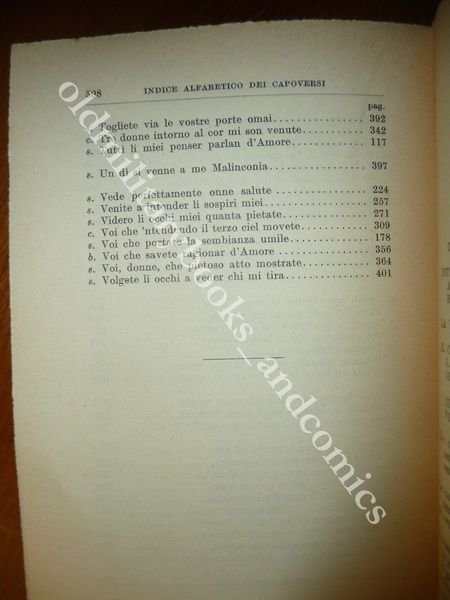 508 INDICE ALFABETICO DEI CAPOVERSI
pag.
s. Togliete via le vostre porte omai 392
c. Tre donne intorno al cor mi son venute 342
s. Tutti li miei penser parlan d'Amore 117
s. Un dì si venne a me Malinconia 397
s. Vede perfettamente onne salute 224
s. Venite a intender li sospiri miei 257
s. Videro li occhi miei quanta pietate 271
c. Voi che 'ntendendo il terzo ciel movete 309
s. Voi che portate la sembianza umile 178
b. Voi che savete ragionar d'Amore 356
s. Voi, donne, che pietoso atto mostrate 364
s. Volgete li occhi a veder chi mi tira 401
oldmilitarybooks_andcomics